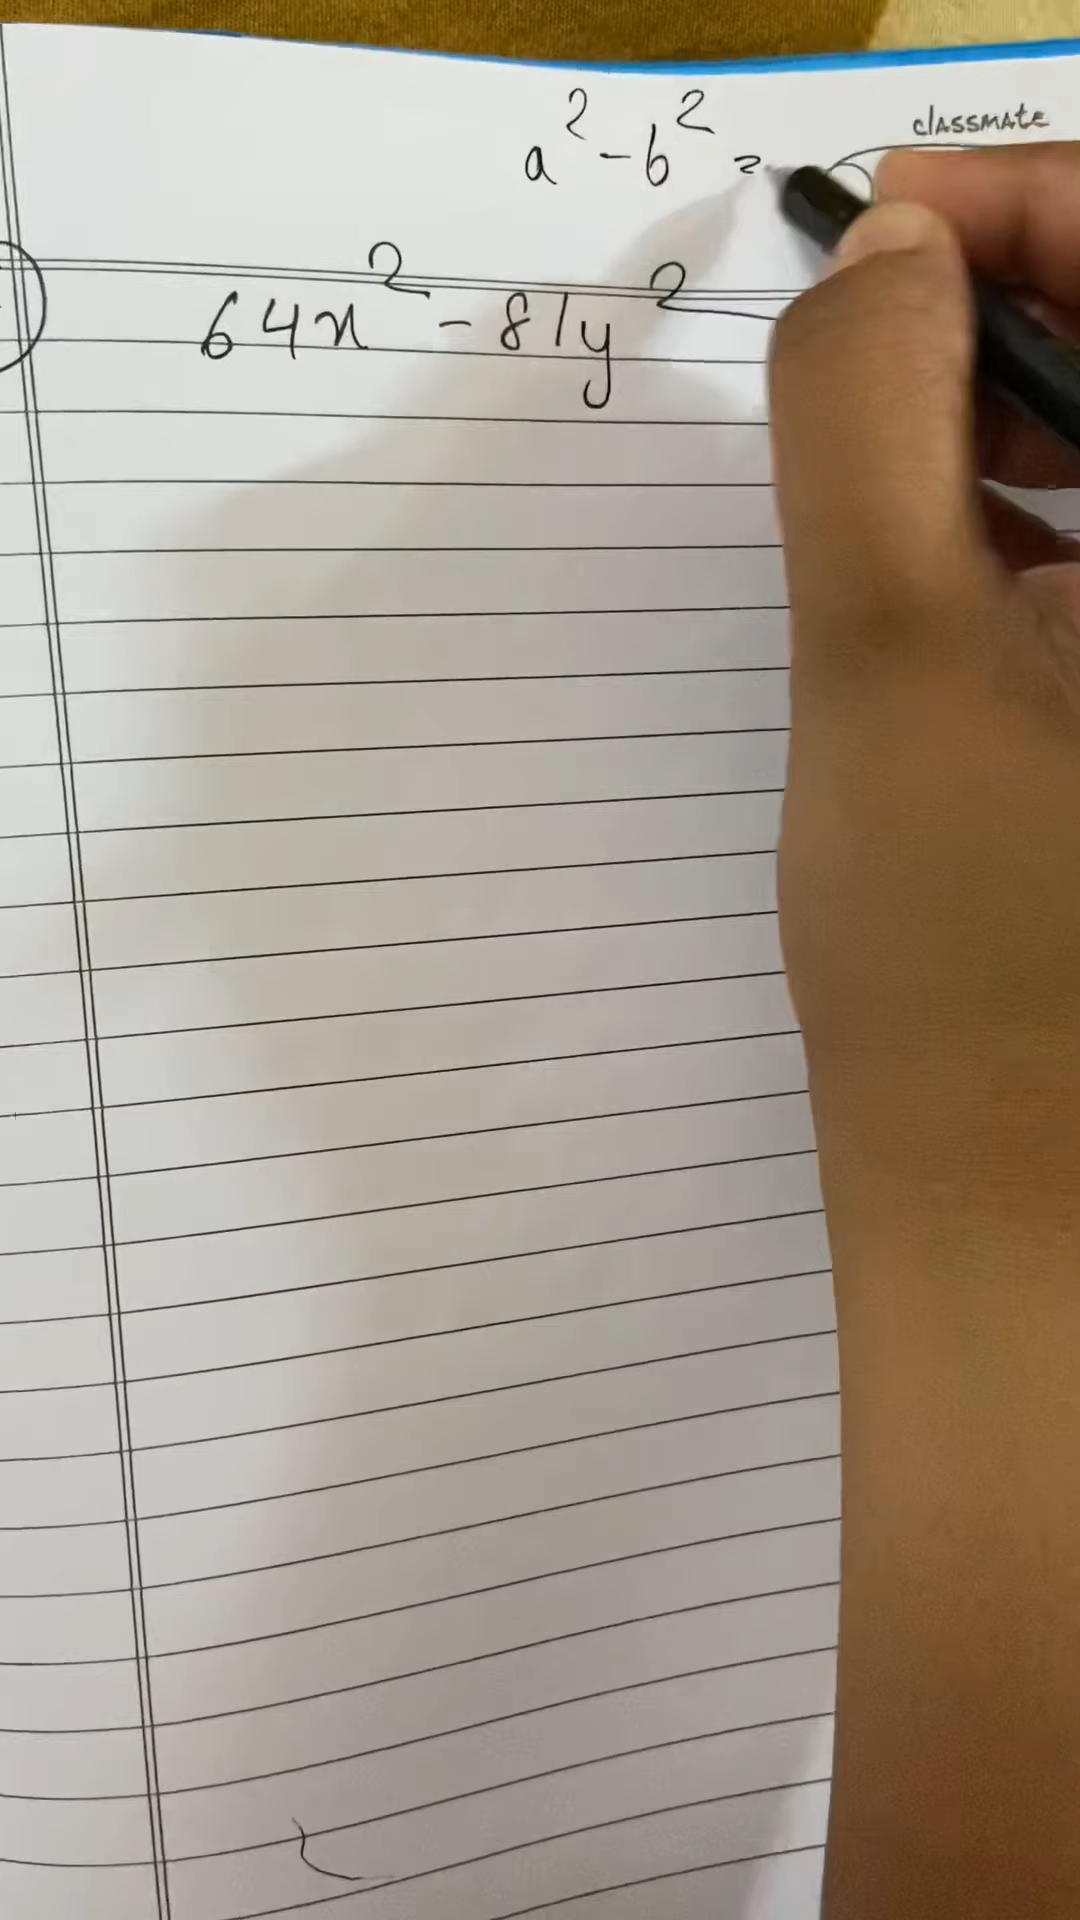 classmate
a² - b² =
64x² - 81y²